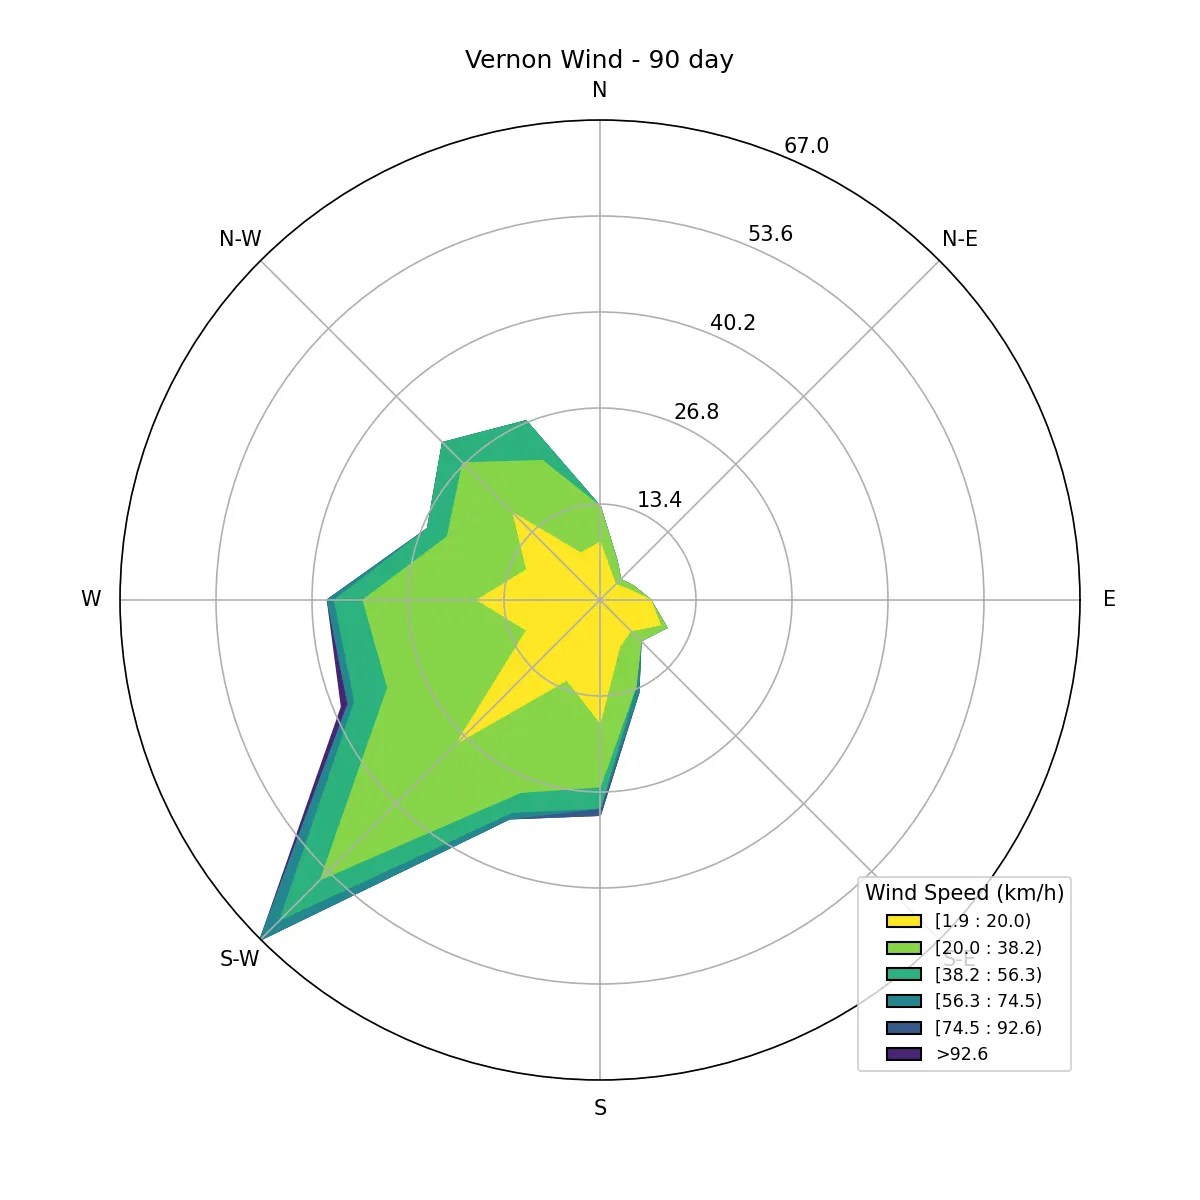 Vernon Wind - 90 day
N
67.0
N-W
N-E
53.6
40.2
26.8
13.4
W
E
S-W
S-E
S
Wind Speed (km/h)
[1.9 : 20.0)
[20.0 : 38.2)
[38.2 : 56.3)
[56.3 : 74.5)
[74.5 : 92.6)
>92.6